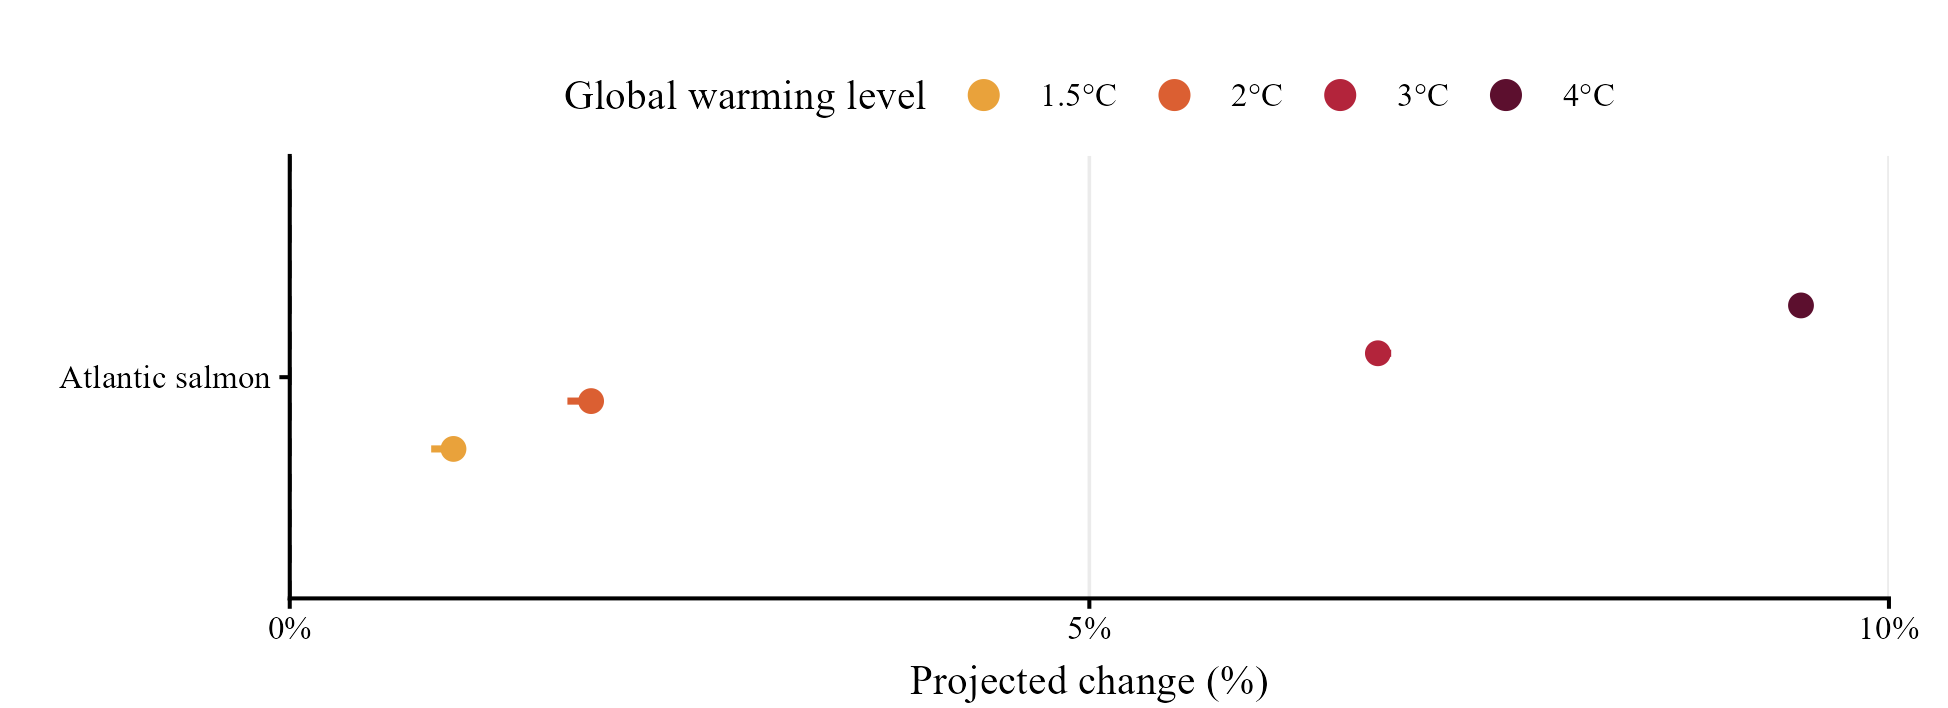 Global warming level 1.5°C 2°C 3°C 4°C
Atlantic salmon
0% 5% 10%
Projected change (%)